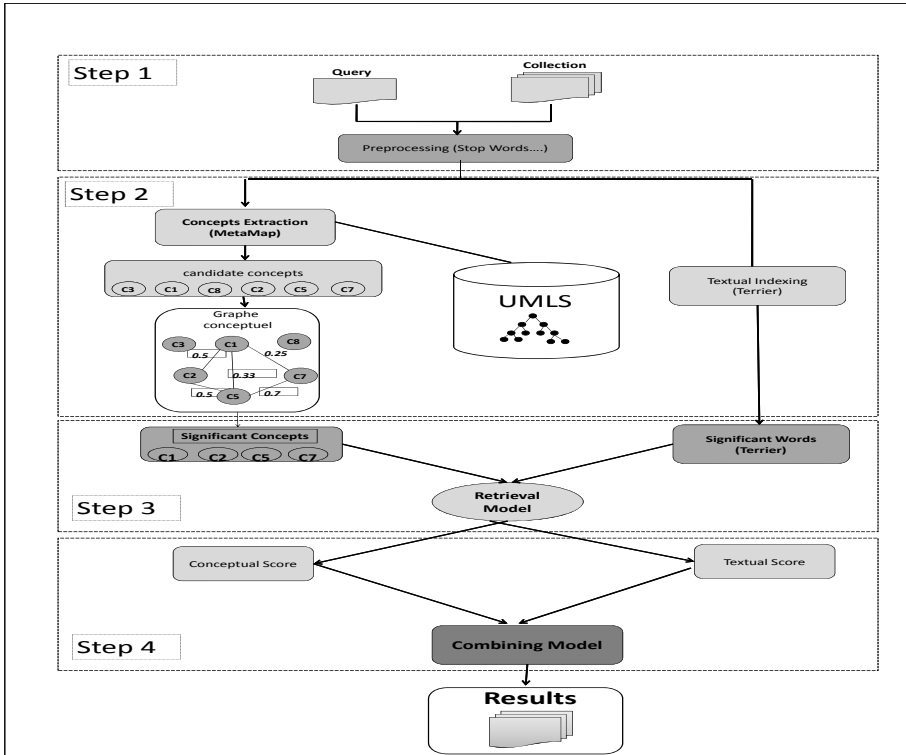 Step 1
Query
Collection
Preprocessing (Stop Words....)
Step 2
Concepts Extraction
(MetaMap)
candidate concepts
C3 C1 C8 C2 C5 C7
UMLS
Textual Indexing
(Terrier)
Graphe
conceptuel
C3 C1 C8
0.5 0.25
C2 0.33 C7
0.5 C5 0.7
Significant Concepts
C1 C2 C5 C7
Significant Words
(Terrier)
Step 3
Retrieval
Model
Conceptual Score
Textual Score
Step 4
Combining Model
Results